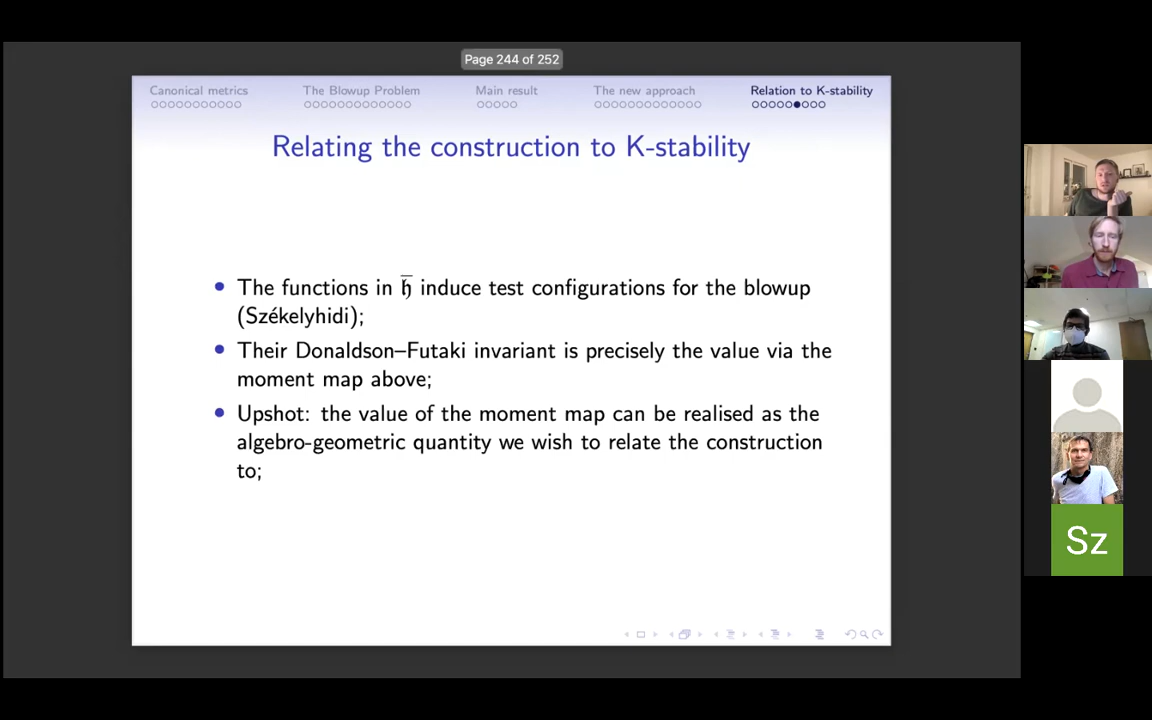 Page 244 of 252
Canonical metrics The Blowup Problem Main result The new approach Relation to K-stability
Relating the construction to K-stability
• The functions in 𝔥̅ induce test configurations for the blowup
(Székelyhidi);
• Their Donaldson–Futaki invariant is precisely the value via the
moment map above;
• Upshot: the value of the moment map can be realised as the
algebro-geometric quantity we wish to relate the construction
to;
Sz